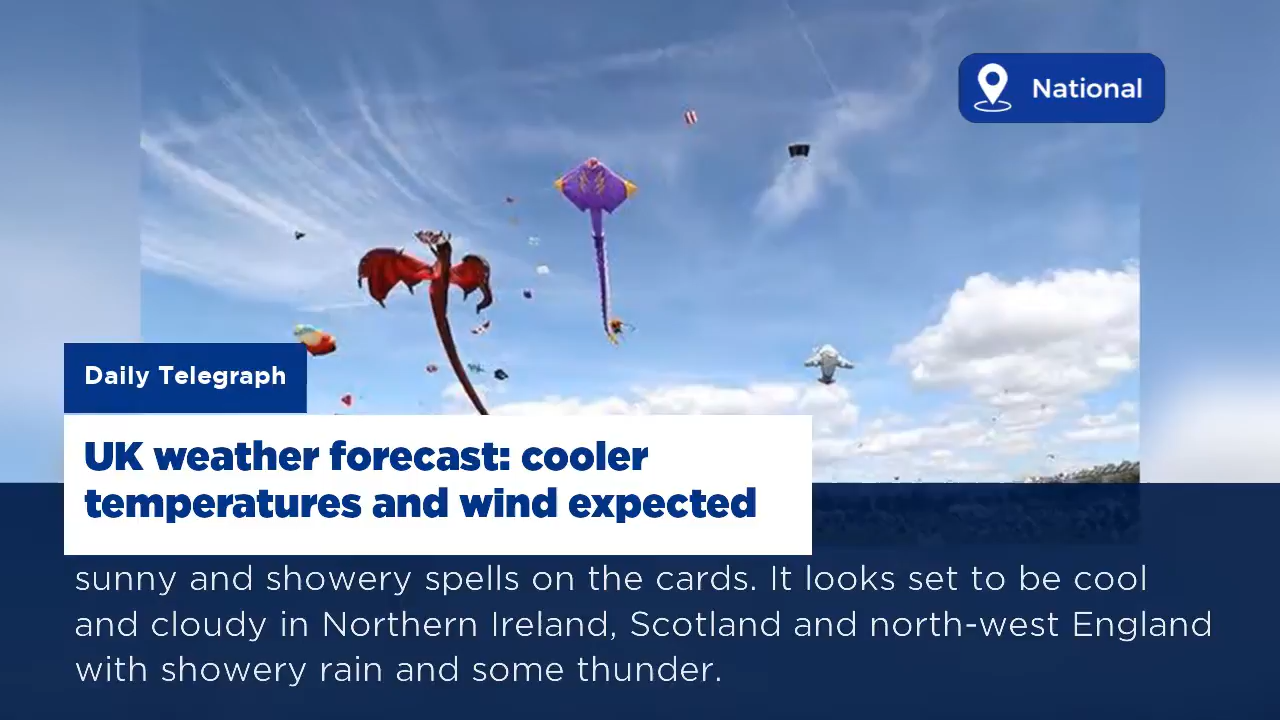 National
Daily Telegraph
UK weather forecast: cooler
temperatures and wind expected
sunny and showery spells on the cards. It looks set to be cool
and cloudy in Northern Ireland, Scotland and north-west England
with showery rain and some thunder.